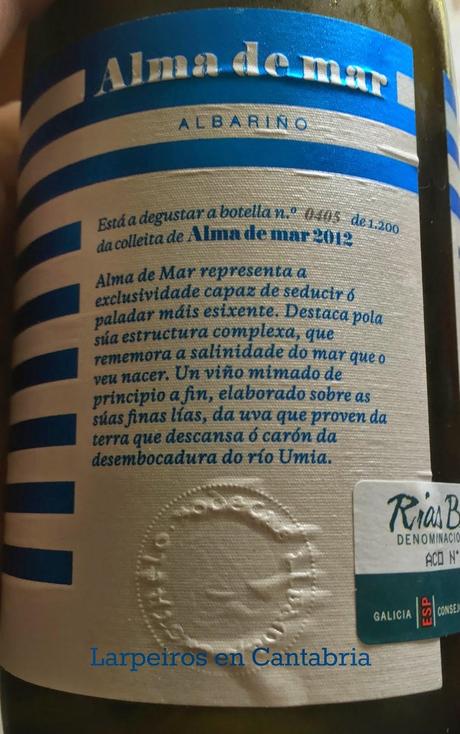 Alma de mar
ALBARIÑO
Está a degustar a botella n.º 0405 de 1.200
da colleita de Alma de mar 2012
Alma de Mar representa a
exclusividade capaz de seducir ó
paladar máis esixente. Destaca pola
súa estructura complexa, que
rememora a salinidade do mar que o
veu nacer. Un viño mimado de
principio a fin, elaborado sobre as
súas finas lías, da uva que proven da
terra que descansa ó carón da
desembocadura do río Umia.
Rías B
DENOMINACIO
ACD Nº
GALICIA ESP CONSEJ
Larpeiros en Cantabria